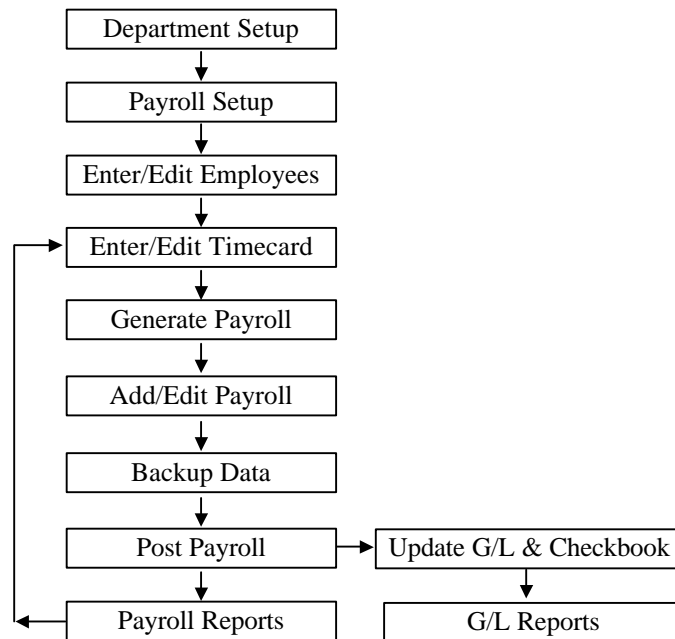 Department Setup
Payroll Setup
Enter/Edit Employees
Enter/Edit Timecard
Generate Payroll
Add/Edit Payroll
Backup Data
Post Payroll
Update G/L & Checkbook
Payroll Reports
G/L Reports